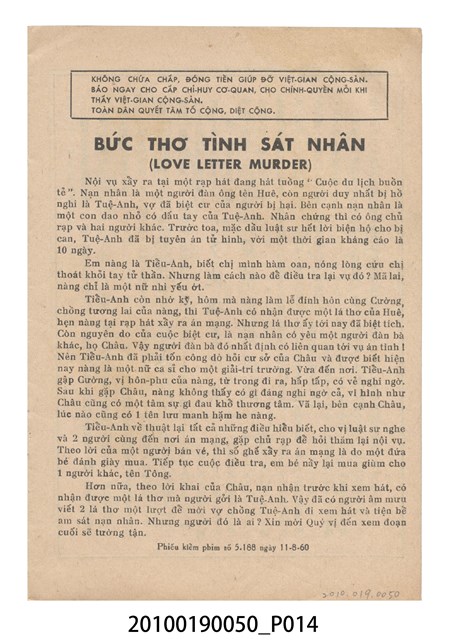 KHÔNG CHỨA CHẤP, ĐÓNG TIỀN GIÚP ĐỠ VIỆT-GIAN CỘNG-SẢN.
BÁO NGAY CHO CẤP CHỈ-HUY CƠ-QUAN, CHO CHÍNH-QUYỀN MỖI KHI
THẤY VIỆT-GIAN CỘNG-SẢN.
TOÀN DÂN QUYẾT TÂM TỐ CỘNG, DIỆT CỘNG.
BỨC THƠ TÌNH SÁT NHÂN
(LOVE LETTER MURDER)
Nội vụ xẩy ra tại một rạp hát đang hát tuồng " Cuộc du lịch buồn
tẻ ". Nạn nhân là một người đàn ông tên Huê, còn người duy nhất bị hồ
nghi là Tuệ-Anh, vợ đã biệt cư của người bị hại. Bên cạnh nạn nhân là
một con dao nhỏ có dấu tay của Tuệ-Anh. Nhân chứng thì có ông chủ
rạp và hai người khác. Trước toa, mặc dầu luật sư hết lời biện hộ cho bị
can, Tuệ-Anh đã bị tuyên án tử hình, với một thời gian kháng cáo là
10 ngày.
Em nàng là Tiều-Anh, biết chị mình hàm oan, nóng lòng cứu chị
thoát khỏi tay tử thần. Nhưng làm cách nào để điều tra lại vụ đó ? Mã lai,
nàng chỉ là một nhi yếu ớt.
Tiều-Anh còn nhớ kỹ, hôm mà nàng làm lễ đính hôn cùng Cường,
chồng tương lai của nàng, thì Tuệ-Anh có nhận được một lá thơ của Huê,
hẹn nàng tại rạp hát xẩy ra án mạng. Nhưng lá thơ ấy tới nay đã biệt tích.
Còn nguyên do của cuộc biệt cư, là nạn nhân có yêu một người đàn bà
khác, họ Châu. Vậy người đàn bà đó nhất định có liên quan tới vụ án tình !
Nên Tiều-Anh đã phải tốn công dò hỏi cư sở của Châu và được biết hiện
nay nàng là một nữ ca sĩ cho một giải-trí trường. Vừa đến nơi. Tiều-Anh
gặp Cường, vị hôn-phu của nàng, từ trong đi ra, hấp tấp, có vẻ nghi ngờ.
Sau khi gặp Châu, nàng không thấy có gì đáng nghi ngờ cả, vì hình như
Châu cũng có một tâm sự gì đau khổ thương tâm. Vả lại, bên cạnh Châu,
lúc nào cũng có 1 tên lưu manh hăm he nàng.
Tiều-Anh về thuật lại tất cả những điều hiểu biết, cho vị luật sư nghe
và 2 người cùng đến nơi án mạng, gặp chủ rạp để hỏi thăm lại nội vụ.
Theo lời của một người bán vé, thì số ghế xẩy ra án mạng là do một đứa
bé đánh giày mua. Tiếp tục cuộc điều tra, em bé nầy lại mua giùm cho
1 người khác, tên Tông.
Hơn nữa, theo lời khai của Châu, nạn nhân trước khi xem hát, có
nhận được một lá thơ mà người gởi là Tuệ-Anh. Vậy đã có người âm mưu
viết 2 lá thơ một lượt để mời vợ chồng Tuệ-Anh đi xem hát và tiện bề
am sát nạn nhân. Nhưng người đó là ai ? Xin mời Quý vị đến xem đoạn
cuối sẽ tường tận.
Phiếu kiểm phim số 5.188 ngày 11-8-60
2010.019.0050
20100190050_P014